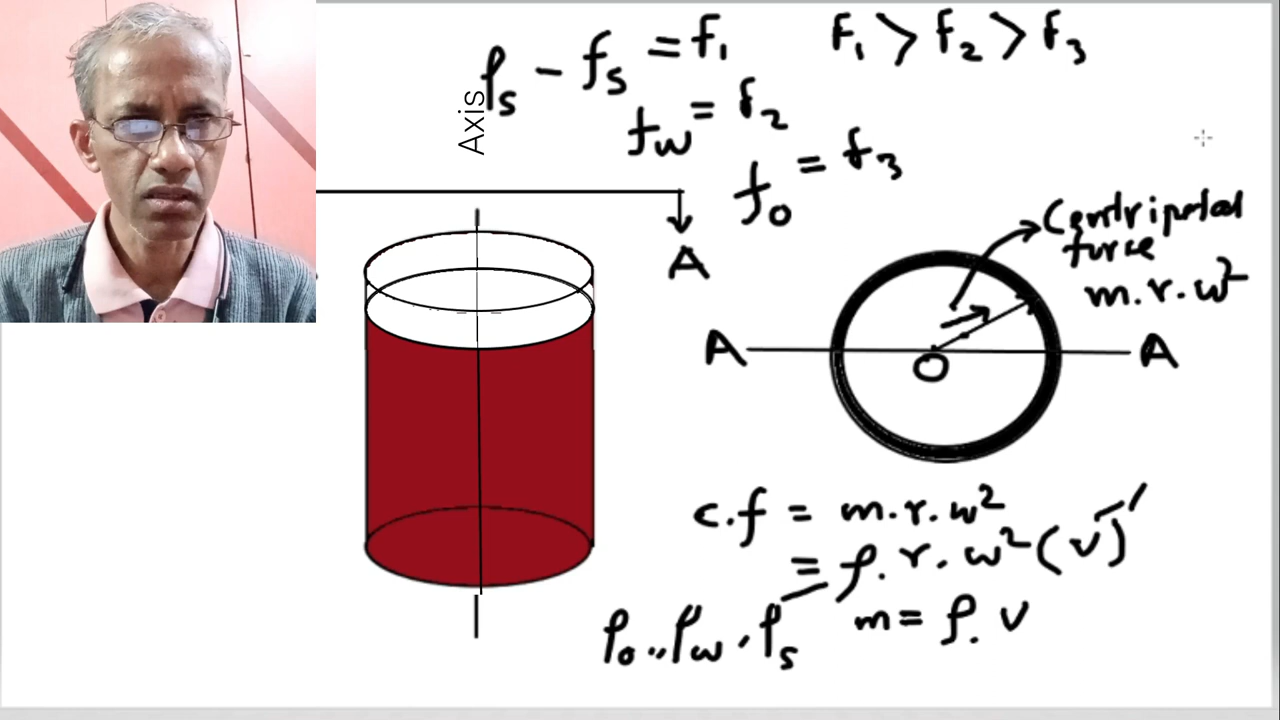 ρs - fs = F1
F1 > F2 > F3
Axis
fw = F2
fo = F3
A
Centripetal
force
m.r.w²
A
O
A
c.f = m.r.w²
= ρ.r.w²(v)
ρo, ρw, ρs
m = ρ.v